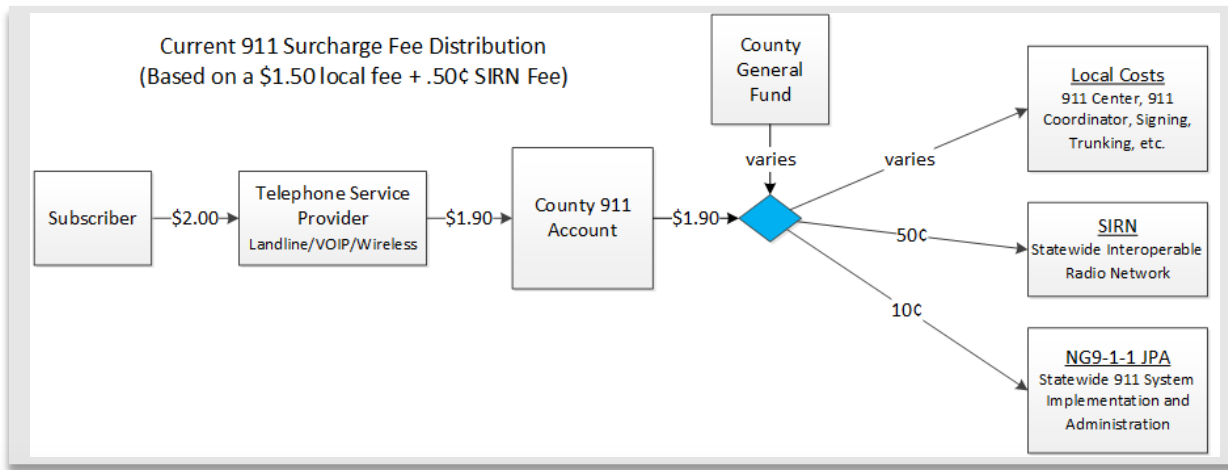 Current 911 Surcharge Fee Distribution
(Based on a $1.50 local fee + .50¢ SIRN Fee)
County
General
Fund
varies
Subscriber
$2.00
Telephone Service
Provider
Landline/VOIP/Wireless
$1.90
County 911
Account
$1.90
varies
50¢
10¢
Local Costs
911 Center, 911
Coordinator, Signing,
Trunking, etc.
SIRN
Statewide Interoperable
Radio Network
NG9-1-1 JPA
Statewide 911 System
Implementation and
Administration